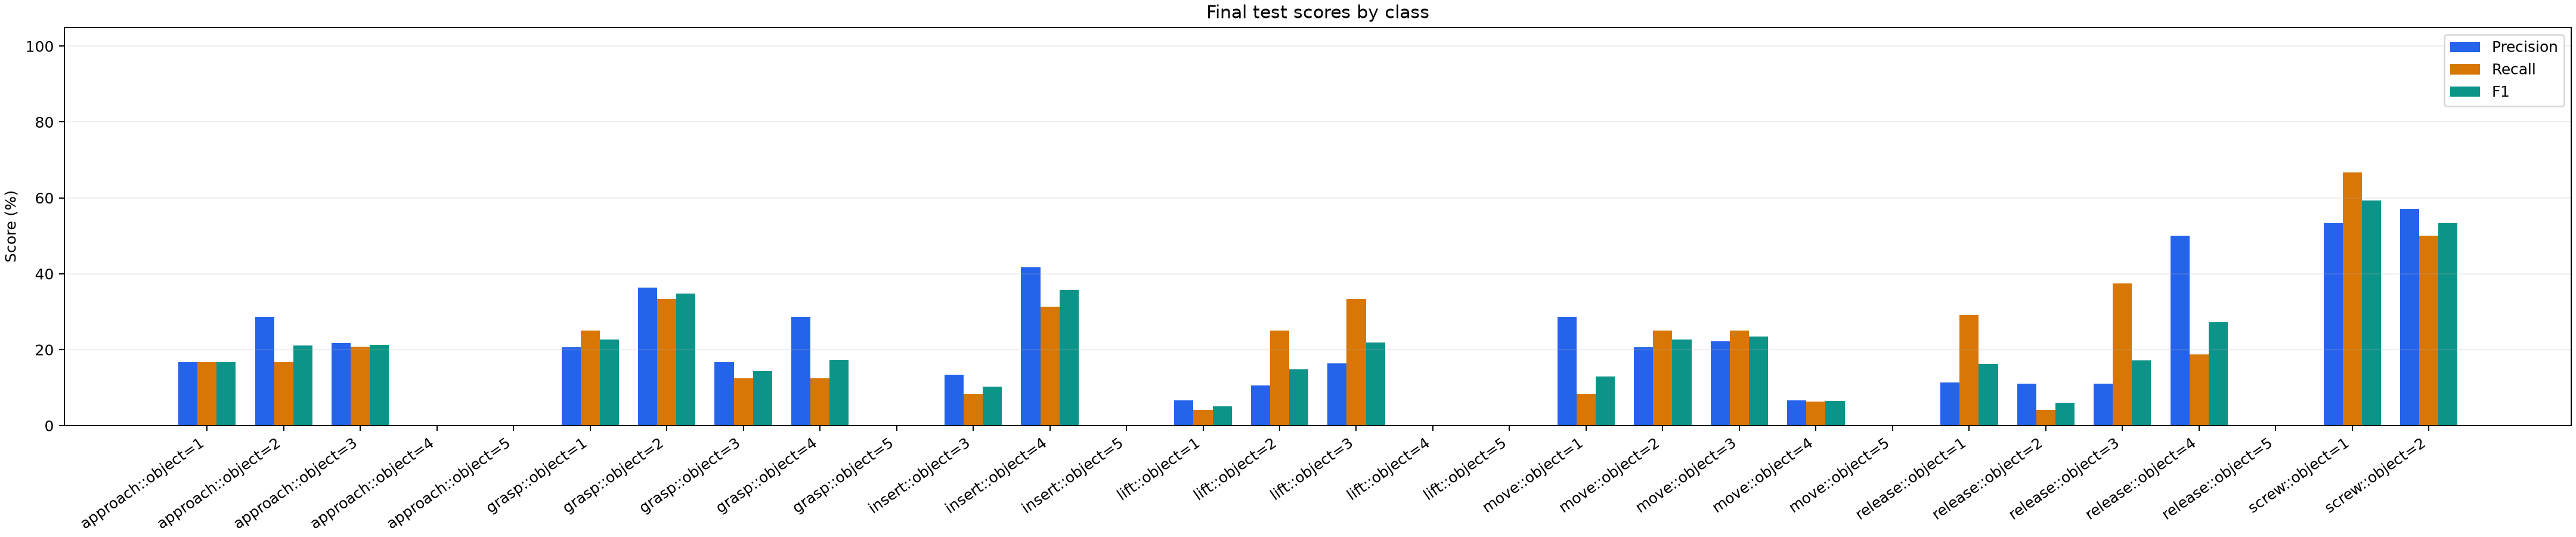 Final test scores by class
Score (%)
100
80
60
40
20
0
Precision
Recall
F1
approach::object=1
approach::object=2
approach::object=3
approach::object=4
approach::object=5
grasp::object=1
grasp::object=2
grasp::object=3
grasp::object=4
grasp::object=5
insert::object=3
insert::object=4
insert::object=5
lift::object=1
lift::object=2
lift::object=3
lift::object=4
lift::object=5
move::object=1
move::object=2
move::object=3
move::object=4
move::object=5
release::object=1
release::object=2
release::object=3
release::object=4
release::object=5
screw::object=1
screw::object=2